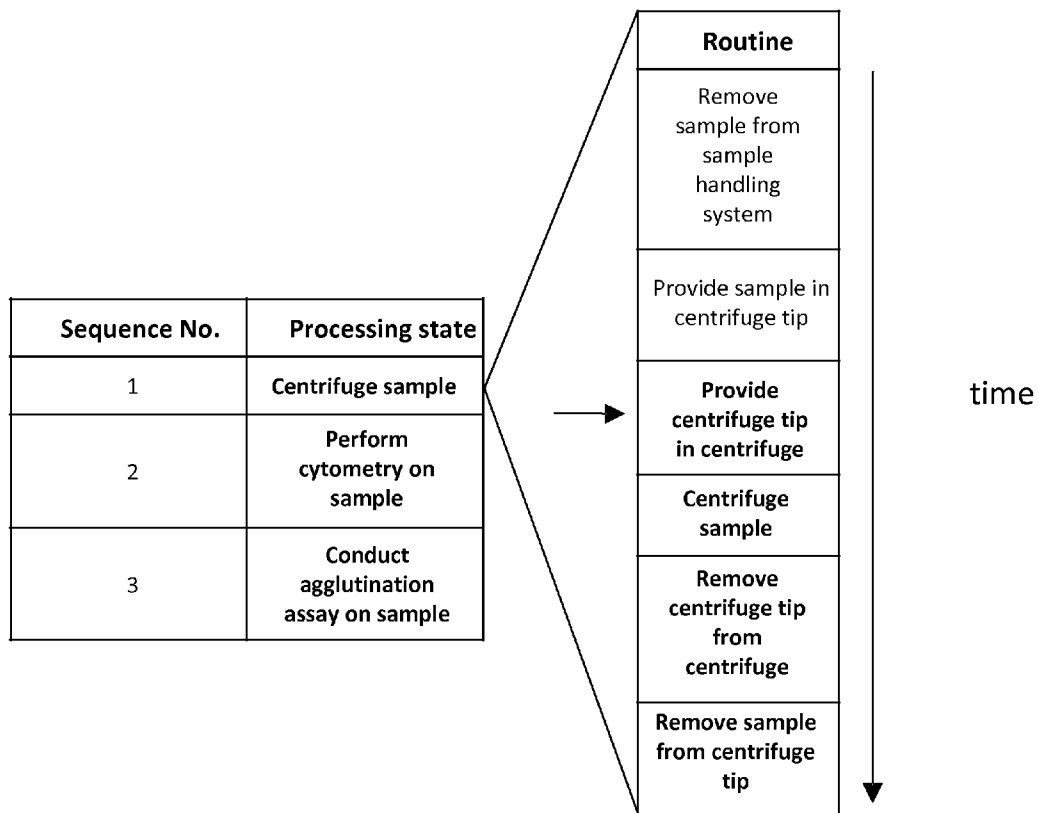 Sequence No. Processing state
1 Centrifuge sample
2 Perform
cytometry on
sample
3 Conduct
agglutination
assay on sample
Routine
Remove
sample from
sample
handling
system
Provide sample in
centrifuge tip
Provide
centrifuge tip
in centrifuge
Centrifuge
sample
Remove
centrifuge tip
from
centrifuge
Remove sample
from centrifuge
tip
time